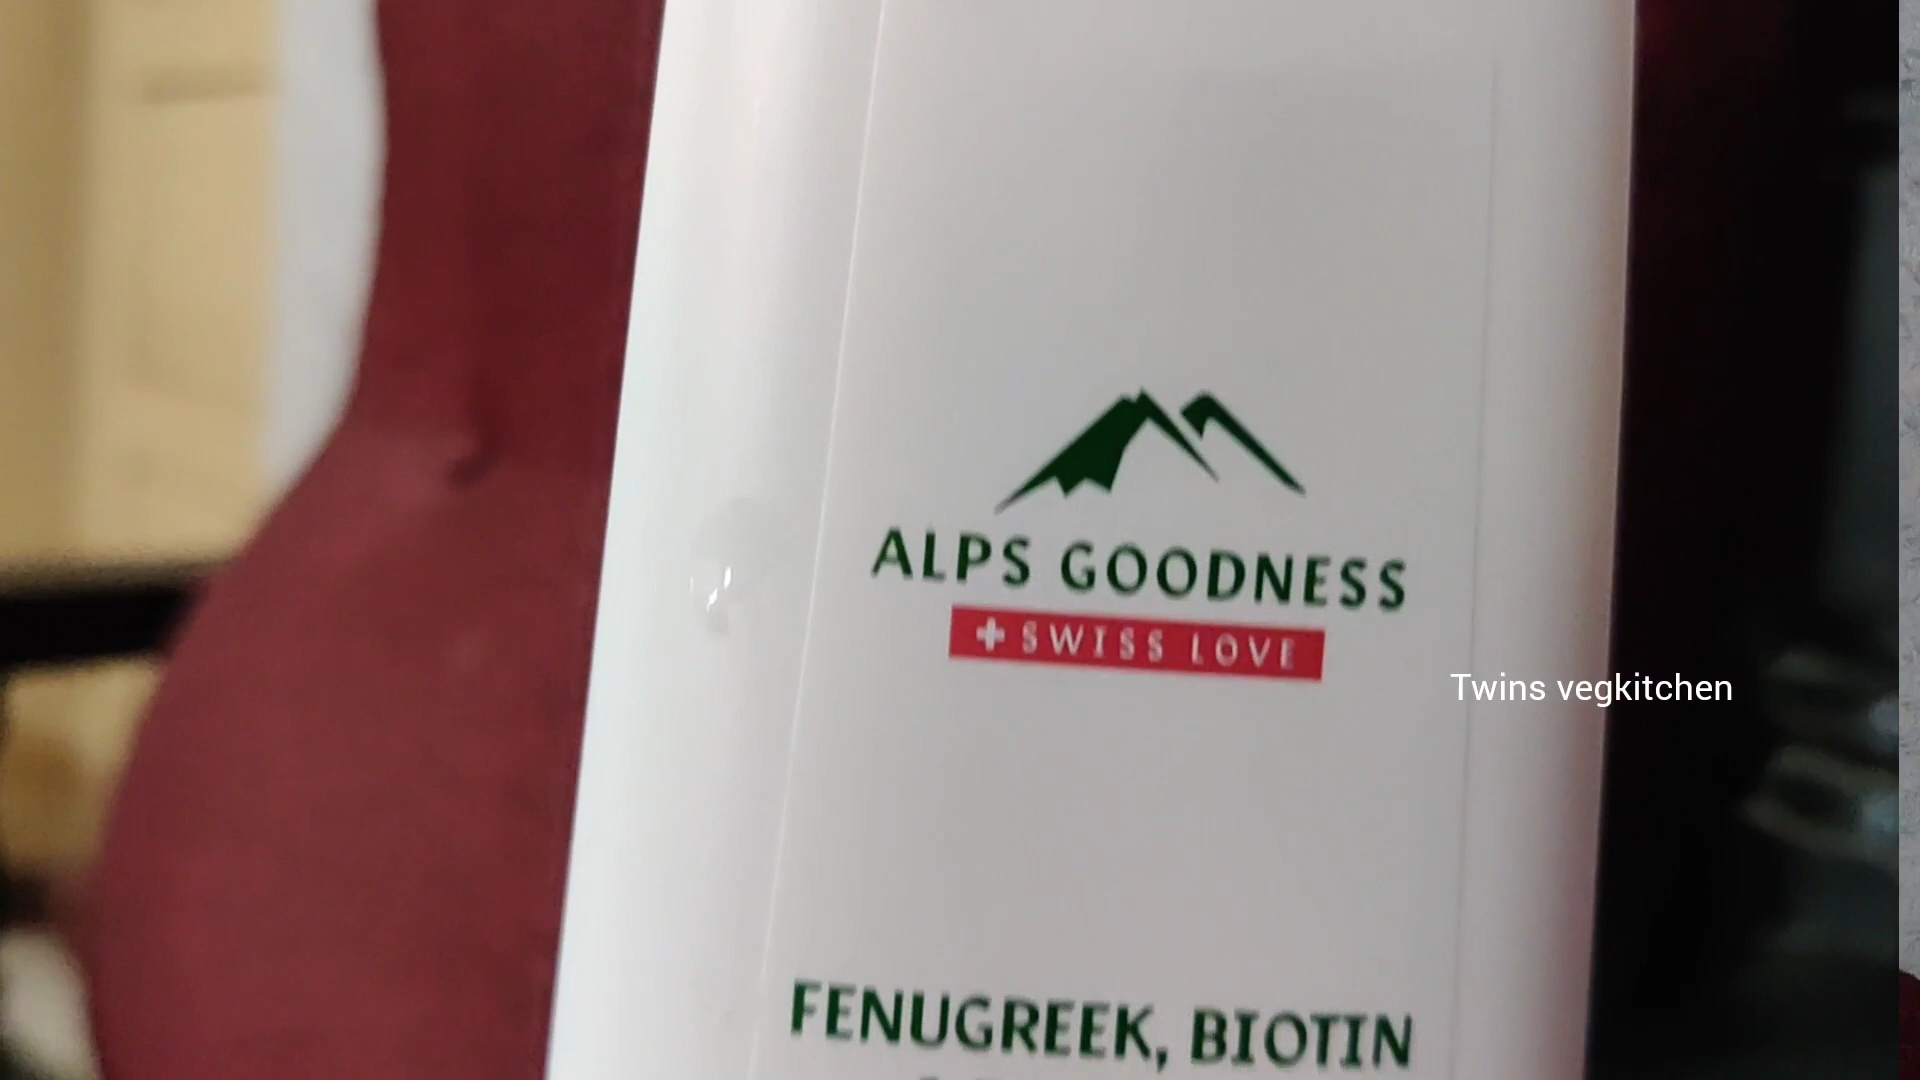 ALPS GOODNESS
+ SWISS LOVE
Twins vegkitchen
FENUGREEK, BIOTIN